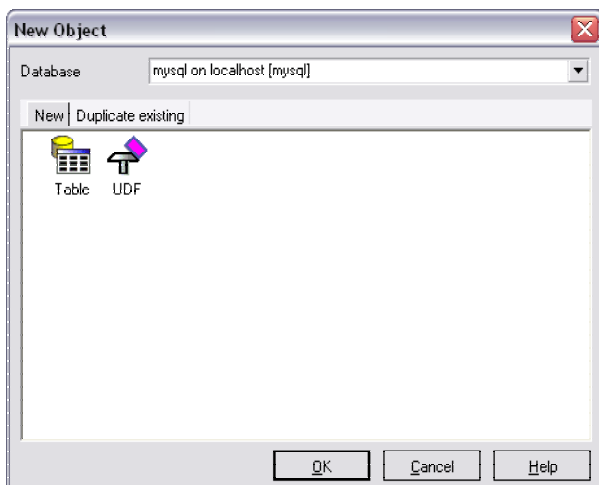 New Object
Database mysql on localhost [mysql]
New Duplicate existing
Table UDF
OK Cancel Help